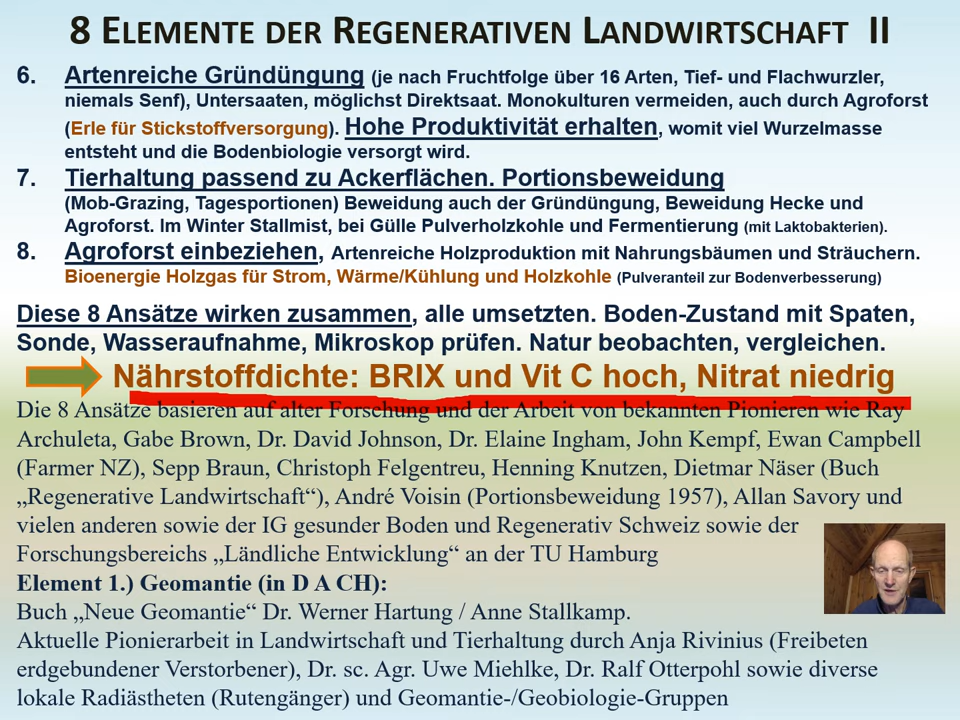 8 Elemente der Regenerativen Landwirtschaft II
6. Artenreiche Gründüngung (je nach Fruchtfolge über 16 Arten, Tief- und Flachwurzler,
niemals Senf), Untersaaten, möglichst Direktsaat. Monokulturen vermeiden, auch durch Agroforst
(Erle für Stickstoffversorgung). Hohe Produktivität erhalten, womit viel Wurzelmasse
entsteht und die Bodenbiologie versorgt wird.
7. Tierhaltung passend zu Ackerflächen. Portionsbeweidung
(Mob-Grazing, Tagesportionen) Beweidung auch der Gründüngung, Beweidung Hecke und
Agroforst. Im Winter Stallmist, bei Gülle Pulverholzkohle und Fermentierung (mit Laktobakterien).
8. Agroforst einbeziehen, Artenreiche Holzproduktion mit Nahrungsbäumen und Sträuchern.
Bioenergie Holzgas für Strom, Wärme/Kühlung und Holzkohle (Pulveranteil zur Bodenverbesserung)
Diese 8 Ansätze wirken zusammen, alle umsetzten. Boden-Zustand mit Spaten,
Sonde, Wasseraufnahme, Mikroskop prüfen. Natur beobachten, vergleichen.
Nährstoffdichte: BRIX und Vit C hoch, Nitrat niedrig
Die 8 Ansätze basieren auf alter Forschung und der Arbeit von bekannten Pionieren wie Ray
Archuleta, Gabe Brown, Dr. David Johnson, Dr. Elaine Ingham, John Kempf, Ewan Campbell
(Farmer NZ), Sepp Braun, Christoph Felgentreu, Henning Knutzen, Dietmar Näser (Buch
„Regenerative Landwirtschaft“), André Voisin (Portionsbeweidung 1957), Allan Savory und
vielen anderen sowie der IG gesunder Boden und Regenerativ Schweiz sowie der
Forschungsbereichs „Ländliche Entwicklung“ an der TU Hamburg
Element 1.) Geomantie (in D A CH):
Buch „Neue Geomantie“ Dr. Werner Hartung / Anne Stallkamp.
Aktuelle Pionierarbeit in Landwirtschaft und Tierhaltung durch Anja Rivinius (Freibeten
erdgebundener Verstorbener), Dr. sc. Agr. Uwe Miehlke, Dr. Ralf Otterpohl sowie diverse
lokale Radiästheten (Rutengänger) und Geomantie-/Geobiologie-Gruppen